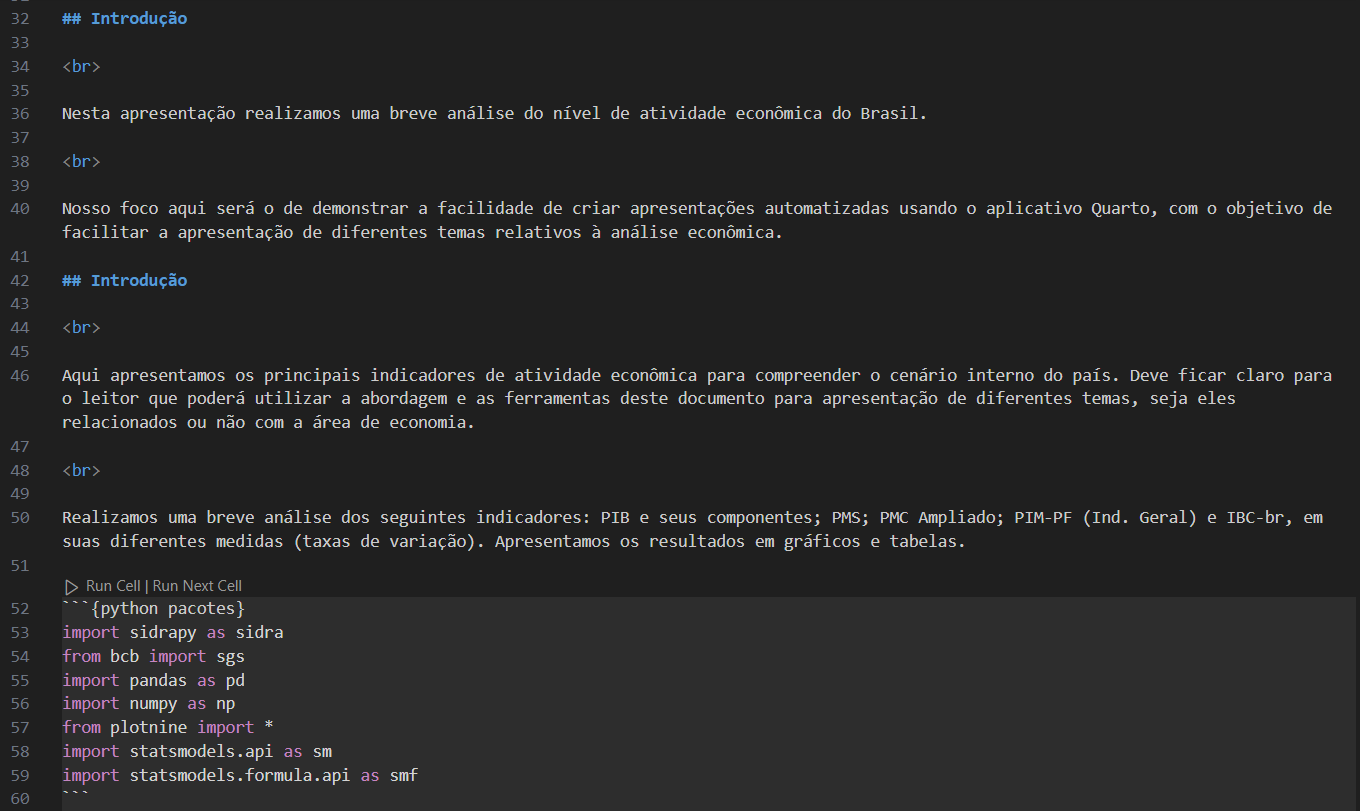 32 ## Introdução
33
34 <br>
35
36 Nesta apresentação realizamos uma breve análise do nível de atividade econômica do Brasil.
37
38 <br>
39
40 Nosso foco aqui será o de demonstrar a facilidade de criar apresentações automatizadas usando o aplicativo Quarto, com o objetivo de
facilitar a apresentação de diferentes temas relativos à análise econômica.
41
42 ## Introdução
43
44 <br>
45
46 Aqui apresentamos os principais indicadores de atividade econômica para compreender o cenário interno do país. Deve ficar claro para
o leitor que poderá utilizar a abordagem e as ferramentas deste documento para apresentação de diferentes temas, seja eles
relacionados ou não com a área de economia.
47
48 <br>
49
50 Realizamos uma breve análise dos seguintes indicadores: PIB e seus componentes; PMS; PMC Ampliado; PIM-PF (Ind. Geral) e IBC-br, em
suas diferentes medidas (taxas de variação). Apresentamos os resultados em gráficos e tabelas.
51
Run Cell | Run Next Cell
52 ```{python pacotes}
53 import sidrapy as sidra
54 from bcb import sgs
55 import pandas as pd
56 import numpy as np
57 from plotnine import *
58 import statsmodels.api as sm
59 import statsmodels.formula.api as smf
60 ```